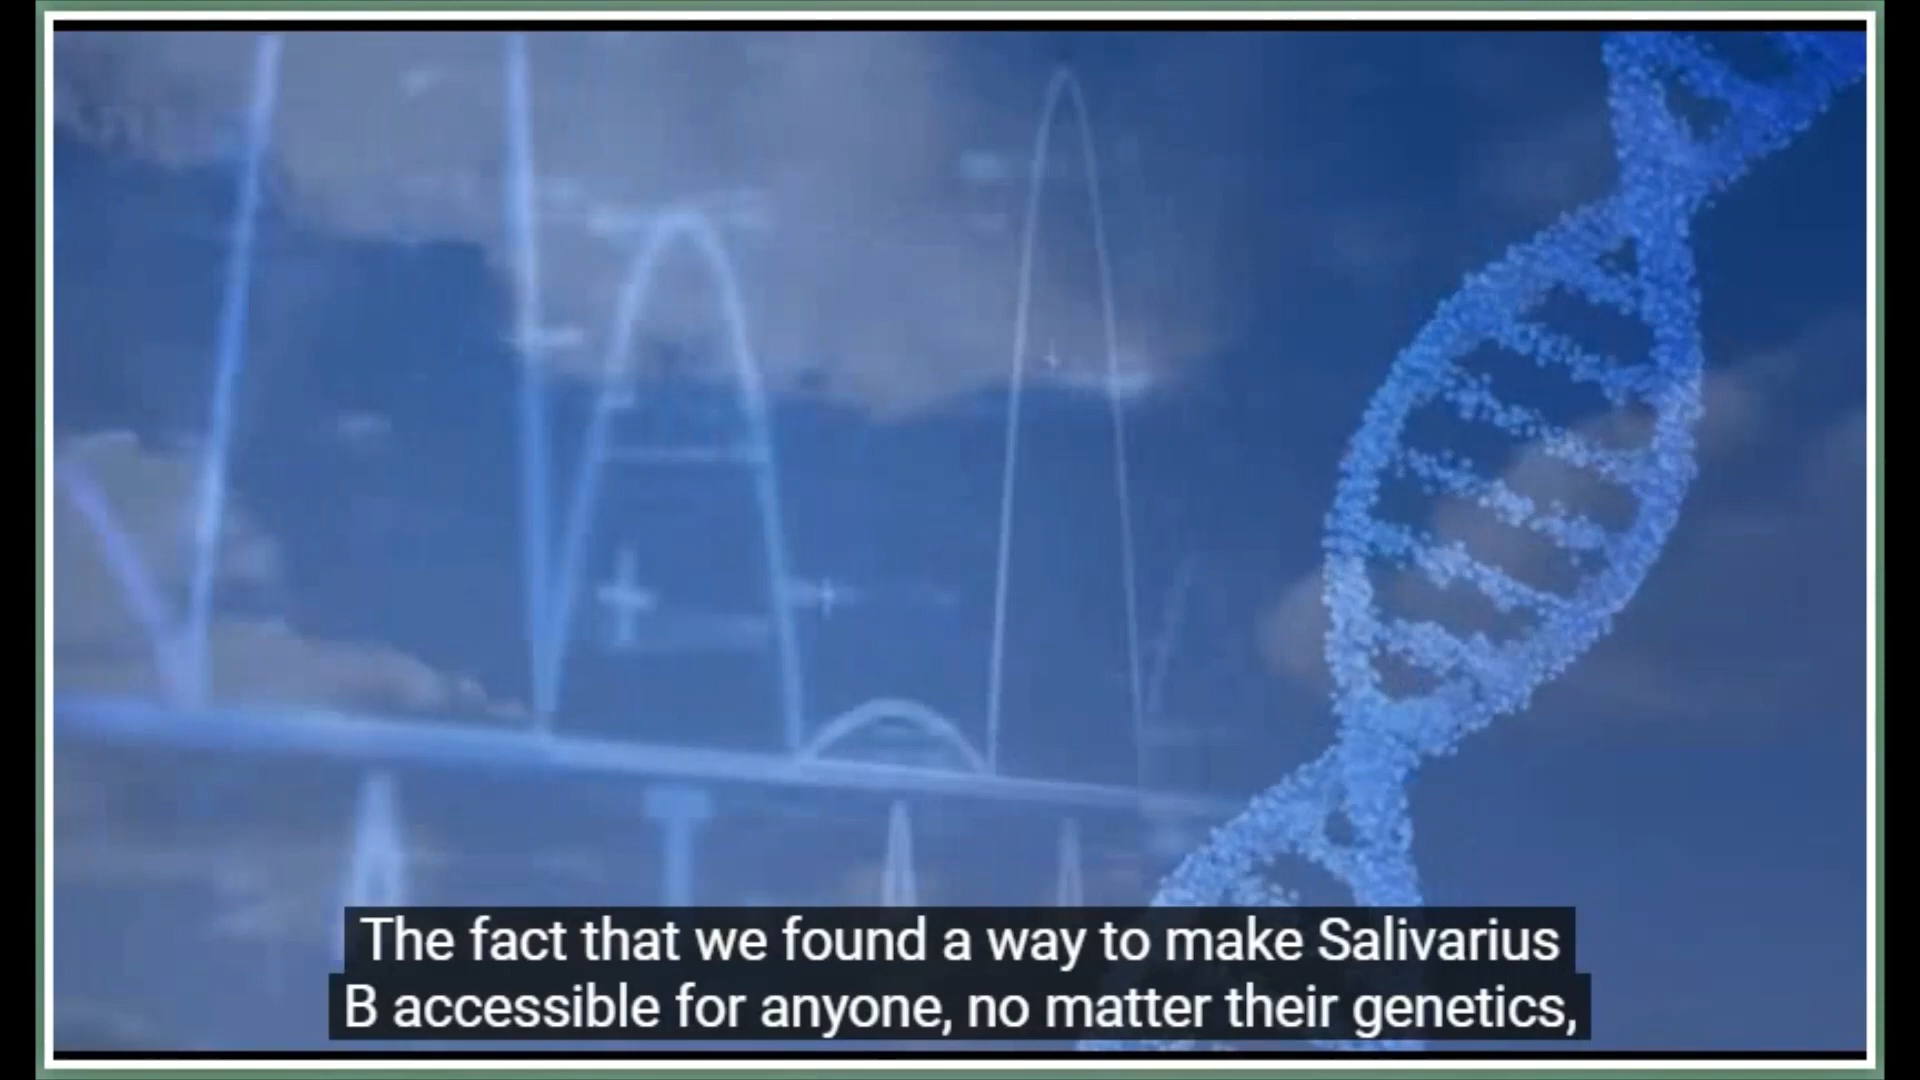 The fact that we found a way to make Salivarius
B accessible for anyone, no matter their genetics,